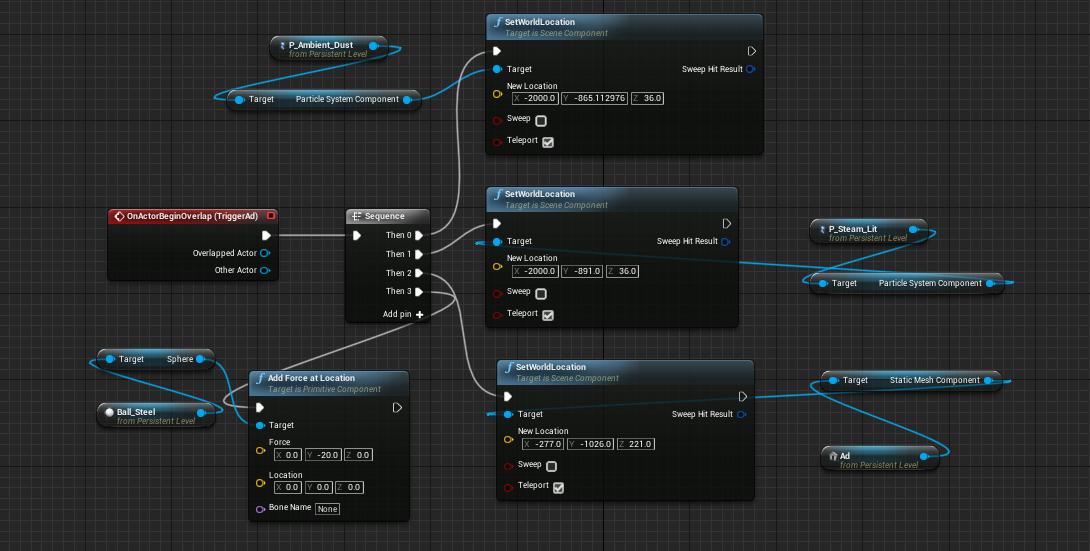 P_Ambient_Dust
from Persistent Level
Target Particle System Component
SetWorldLocation
Target is Scene Component
Target Sweep Hit Result
New Location
X -2000.0 Y -865.112976 Z 36.0
Sweep
Teleport
OnActorBeginOverlap (TriggerAd)
Overlapped Actor
Other Actor
Sequence
Then 0
Then 1
Then 2
Then 3
Add pin
SetWorldLocation
Target is Scene Component
Target Sweep Hit Result
New Location
X -2000.0 Y -891.0 Z 36.0
Sweep
Teleport
P_Steam_Lit
from Persistent Level
Target Particle System Component
Target Sphere
Ball_Steel
from Persistent Level
Add Force at Location
Target is Primitive Component
Target
Force
X 0.0 Y -20.0 Z 0.0
Location
X 0.0 Y 0.0 Z 0.0
Bone Name None
SetWorldLocation
Target is Scene Component
Target Sweep Hit Result
New Location
X -277.0 Y -1026.0 Z 221.0
Sweep
Teleport
Target Static Mesh Component
Ad
from Persistent Level